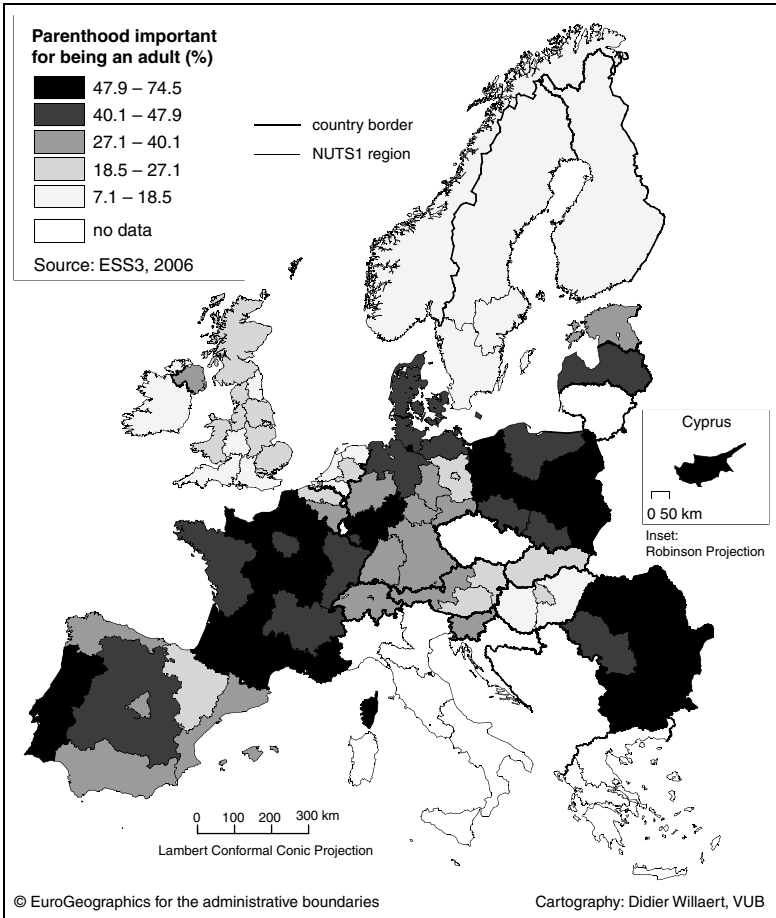 Parenthood important
for being an adult (%)
47.9 – 74.5
40.1 – 47.9
27.1 – 40.1
18.5 – 27.1
7.1 – 18.5
no data
Source: ESS3, 2006
country border
NUTS1 region
Cyprus
0 50 km
Inset:
Robinson Projection
0 100 200 300 km
Lambert Conformal Conic Projection
© EuroGeographics for the administrative boundaries
Cartography: Didier Willaert, VUB